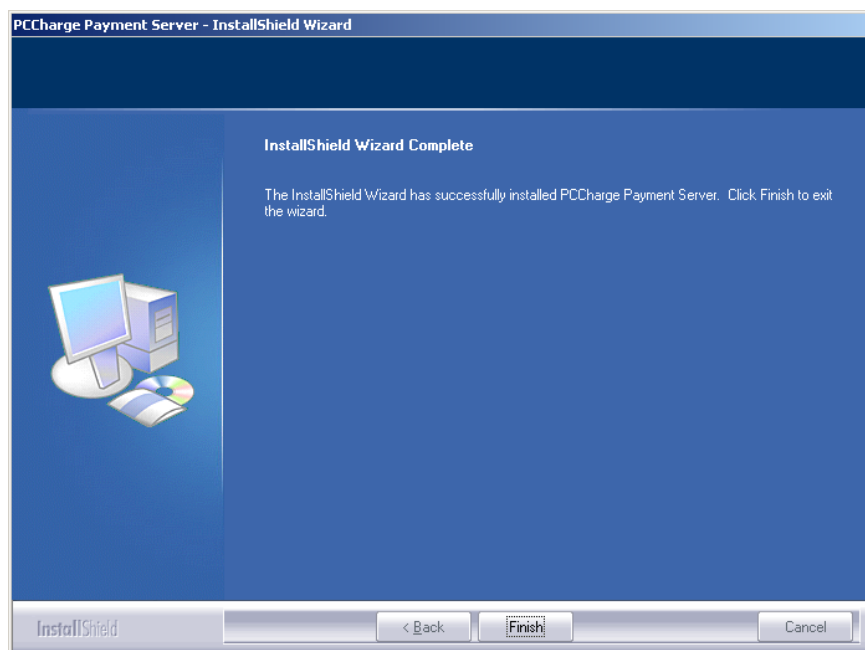 PCCharge Payment Server - InstallShield Wizard
InstallShield Wizard Complete
The InstallShield Wizard has successfully installed PCCharge Payment Server. Click Finish to exit
the wizard.
InstallShield
< Back
Finish
Cancel